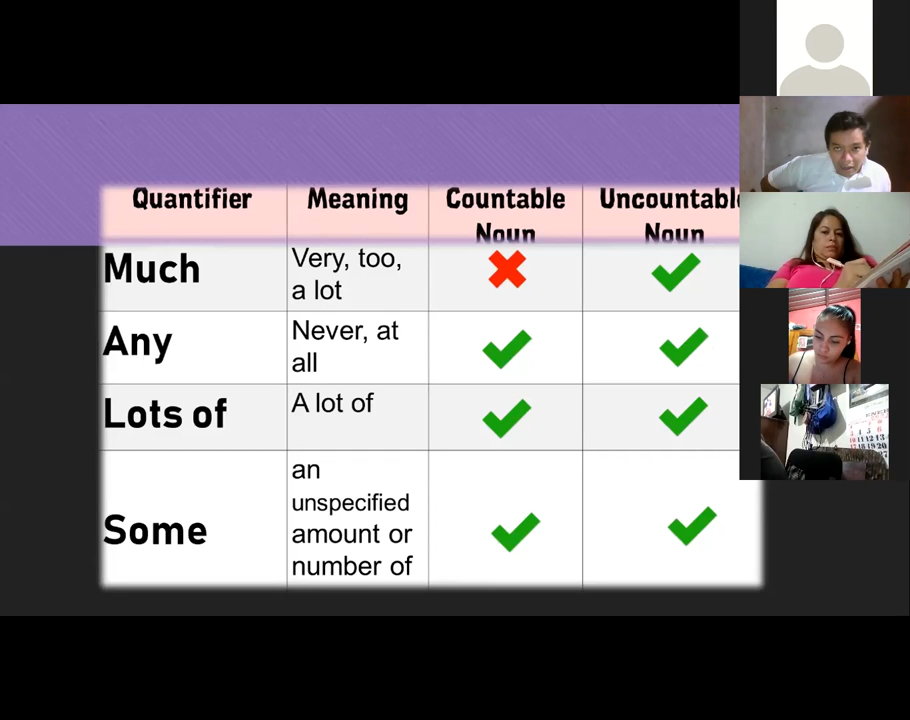 Quantifier Meaning Countable Noun Uncountable Noun
Much Very, too, a lot
Any Never, at all
Lots of A lot of
Some an unspecified amount or number of